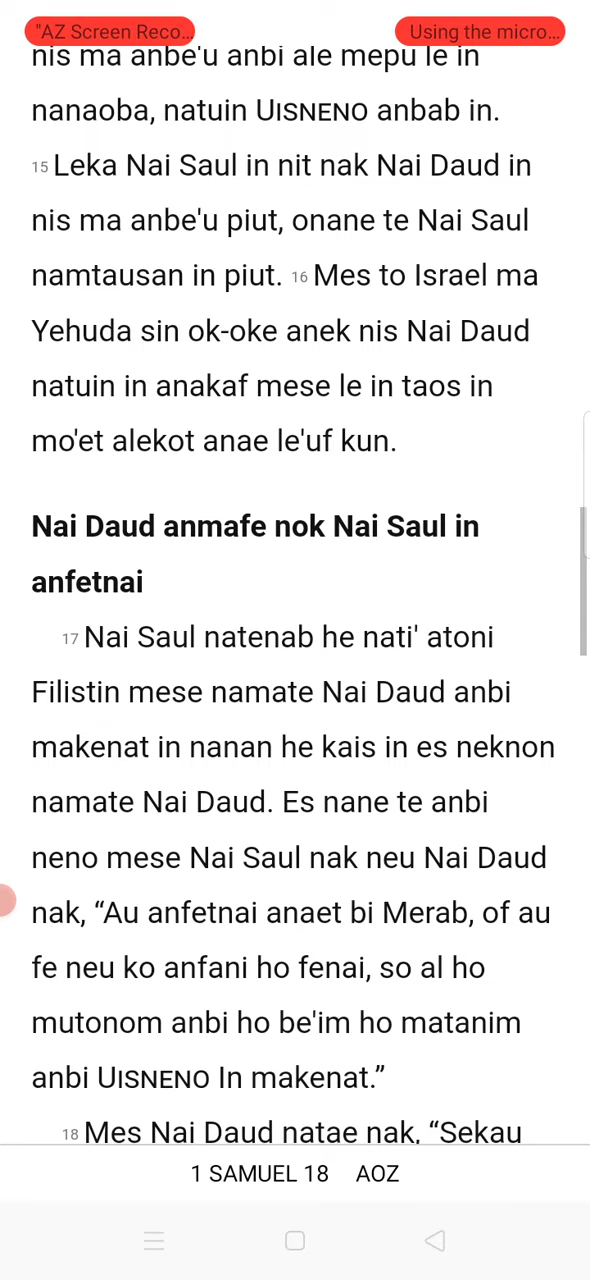 "AZ Screen Reco...
Using the micro...
nis ma anbe'u anbi ale mepu le in
nanaoba, natuin UISNENO anbab in.
15 Leka Nai Saul in nit nak Nai Daud in
nis ma anbe'u piut, onane te Nai Saul
namtausan in piut. 16 Mes to Israel ma
Yehuda sin ok-oke anek nis Nai Daud
natuin in anakaf mese le in taos in
mo'et alekot anae le'uf kun.
Nai Daud anmafe nok Nai Saul in
anfetnai
17 Nai Saul natenab he nati' atoni
Filistin mese namate Nai Daud anbi
makenat in nanan he kais in es neknon
namate Nai Daud. Es nane te anbi
neno mese Nai Saul nak neu Nai Daud
nak, “Au anfetnai anaet bi Merab, of au
fe neu ko anfani ho fenai, so al ho
mutonom anbi ho be'im ho matanim
anbi UISNENO In makenat.”
18 Mes Nai Daud natae nak, “Sekau
1 SAMUEL 18 AOZ